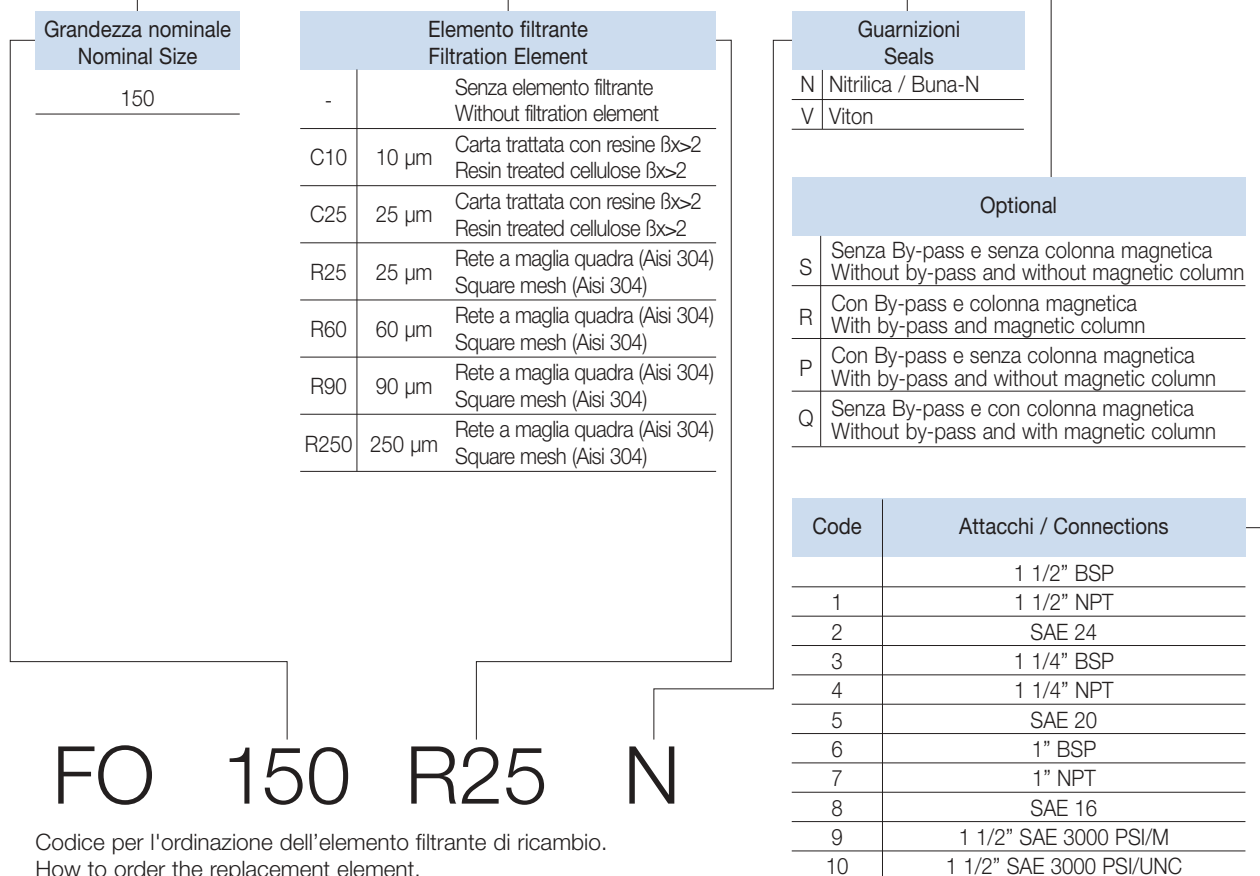 Grandezza nominale
Nominal Size
150
Elemento filtrante
Filtration Element
- Senza elemento filtrante
Without filtration element
C10 10 µm Carta trattata con resine ßx>2
Resin treated cellulose ßx>2
C25 25 µm Carta trattata con resine ßx>2
Resin treated cellulose ßx>2
R25 25 µm Rete a maglia quadra (Aisi 304)
Square mesh (Aisi 304)
R60 60 µm Rete a maglia quadra (Aisi 304)
Square mesh (Aisi 304)
R90 90 µm Rete a maglia quadra (Aisi 304)
Square mesh (Aisi 304)
R250 250 µm Rete a maglia quadra (Aisi 304)
Square mesh (Aisi 304)
Guarnizioni
Seals
N Nitrilica / Buna-N
V Viton
Optional
S Senza By-pass e senza colonna magnetica
Without by-pass and without magnetic column
R Con By-pass e colonna magnetica
With by-pass and magnetic column
P Con By-pass e senza colonna magnetica
With by-pass and without magnetic column
Q Senza By-pass e con colonna magnetica
Without by-pass and with magnetic column
Code Attacchi / Connections
1 1/2” BSP
1 1 1/2” NPT
2 SAE 24
3 1 1/4” BSP
4 1 1/4” NPT
5 SAE 20
6 1” BSP
7 1” NPT
8 SAE 16
9 1 1/2” SAE 3000 PSI/M
10 1 1/2” SAE 3000 PSI/UNC
FO 150 R25 N
Codice per l'ordinazione dell’elemento filtrante di ricambio.
How to order the replacement element.